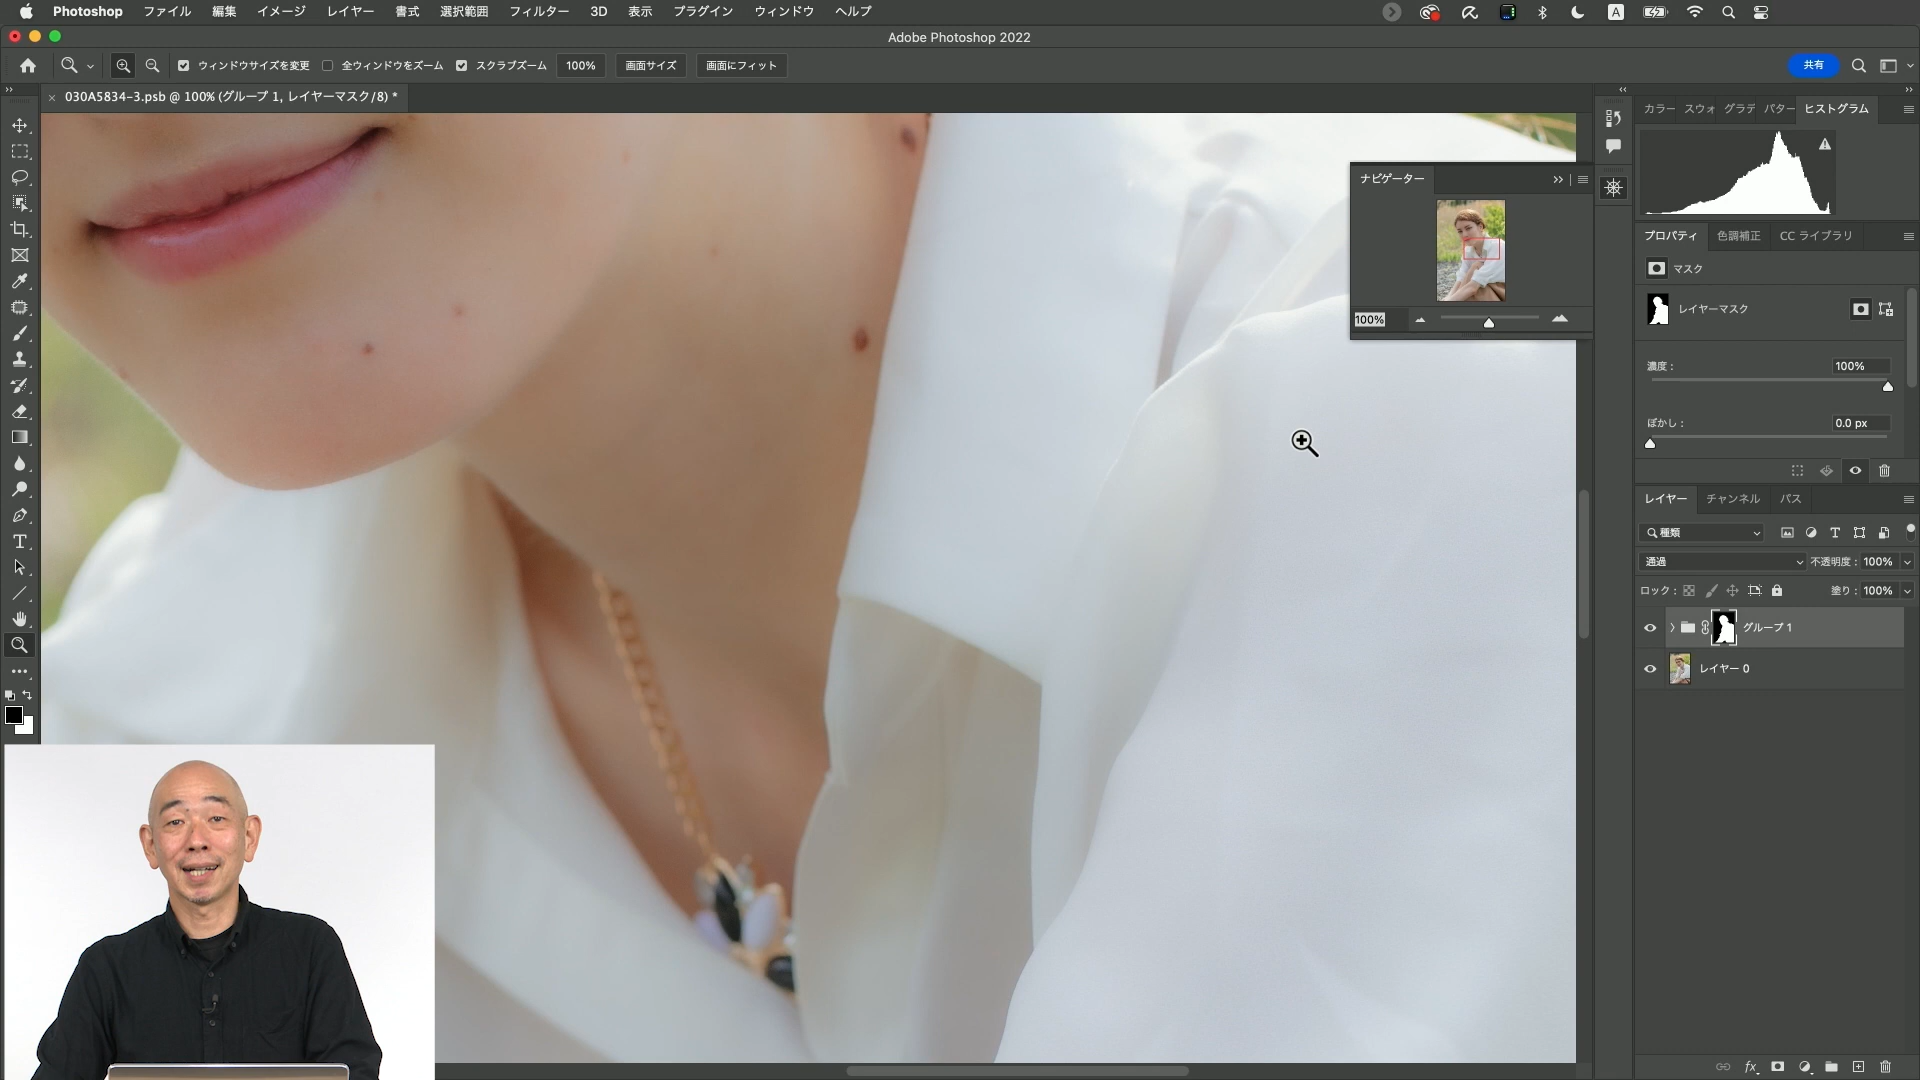 Photoshop ファイル 編集 イメージ レイヤー 書式 選択範囲 フィルター 3D 表示 プラグイン ウィンドウ ヘルプ A
Adobe Photoshop 2022
ウィンドウサイズを変更 全ウィンドウをズーム スクラブズーム 100% 画面サイズ 画面にフィット 共有
030A5834-3.psb @ 100% (グループ 1, レイヤーマスク/8) *
カラー スウォ グラデ パター ヒストグラム
ナビゲーター
100%
プロパティ 色調補正 CC ライブラリ
マスク
レイヤーマスク
濃度 : 100%
ぼかし : 0.0 px
レイヤー チャンネル パス
種類
通過 不透明度 : 100%
ロック : 塗り : 100%
グループ 1
レイヤー 0
fx